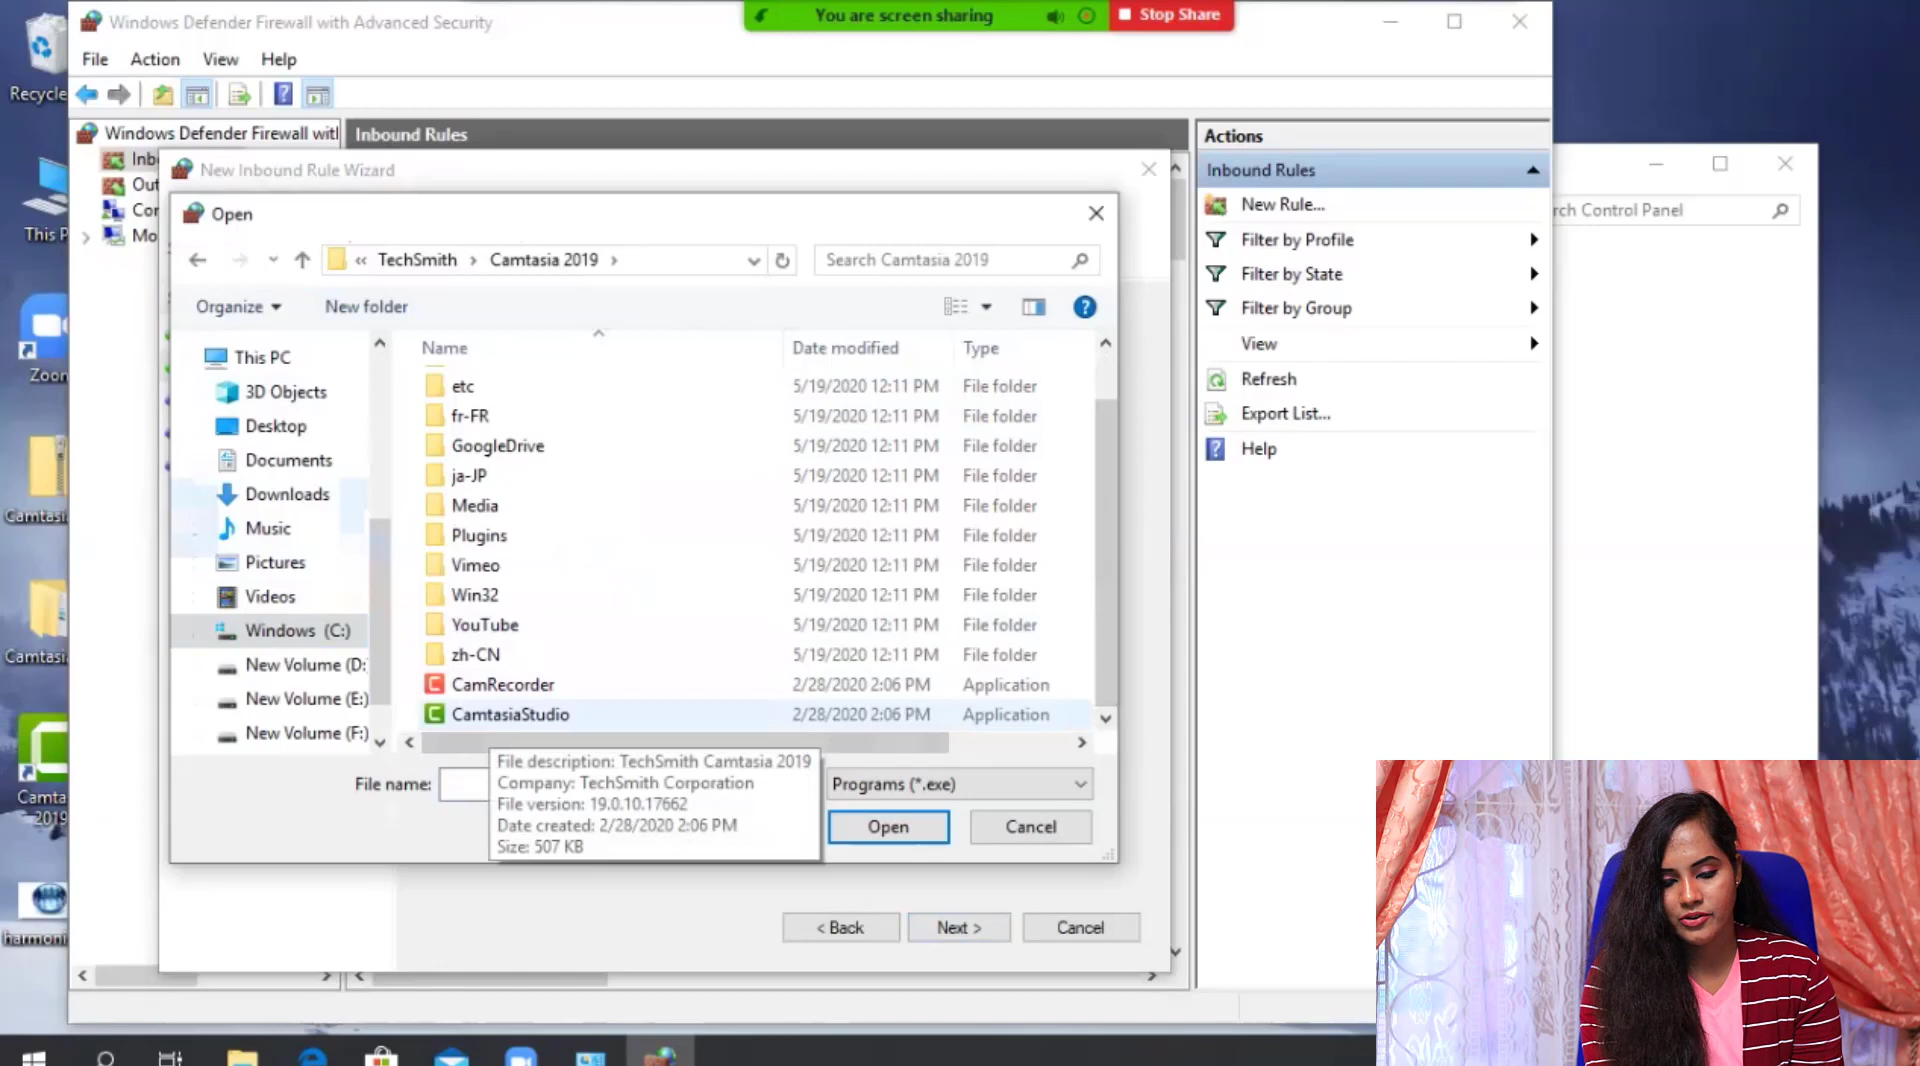 Windows Defender Firewall with Advanced Security
You are screen sharing
Stop Share
File Action View Help
Recycle
Windows Defender Firewall witl
Inbound Rules
Actions
Inb
New Inbound Rule Wizard
Inbound Rules
Out
Open
New Rule...
Cor
rch Control Panel
This P
Mo
Filter by Profile
« TechSmith > Camtasia 2019 >
Search Camtasia 2019
Filter by State
Organize
New folder
Filter by Group
Name
Date modified
Type
View
This PC
3D Objects
Desktop
Documents
Downloads
Music
Pictures
Videos
Windows (C:)
New Volume (D:
New Volume (E:)
New Volume (F:)
etc 5/19/2020 12:11 PM File folder
fr-FR 5/19/2020 12:11 PM File folder
GoogleDrive 5/19/2020 12:11 PM File folder
ja-JP 5/19/2020 12:11 PM File folder
Media 5/19/2020 12:11 PM File folder
Plugins 5/19/2020 12:11 PM File folder
Vimeo 5/19/2020 12:11 PM File folder
Win32 5/19/2020 12:11 PM File folder
YouTube 5/19/2020 12:11 PM File folder
zh-CN 5/19/2020 12:11 PM File folder
CamRecorder 2/28/2020 2:06 PM Application
CamtasiaStudio 2/28/2020 2:06 PM Application
Refresh
Export List...
Help
Zoom
Camtasi
Camtasi
Camta
2019
harmoni
File name:
File description: TechSmith Camtasia 2019
Company: TechSmith Corporation
File version: 19.0.10.17662
Date created: 2/28/2020 2:06 PM
Size: 507 KB
Programs (*.exe)
Open
Cancel
< Back
Next >
Cancel